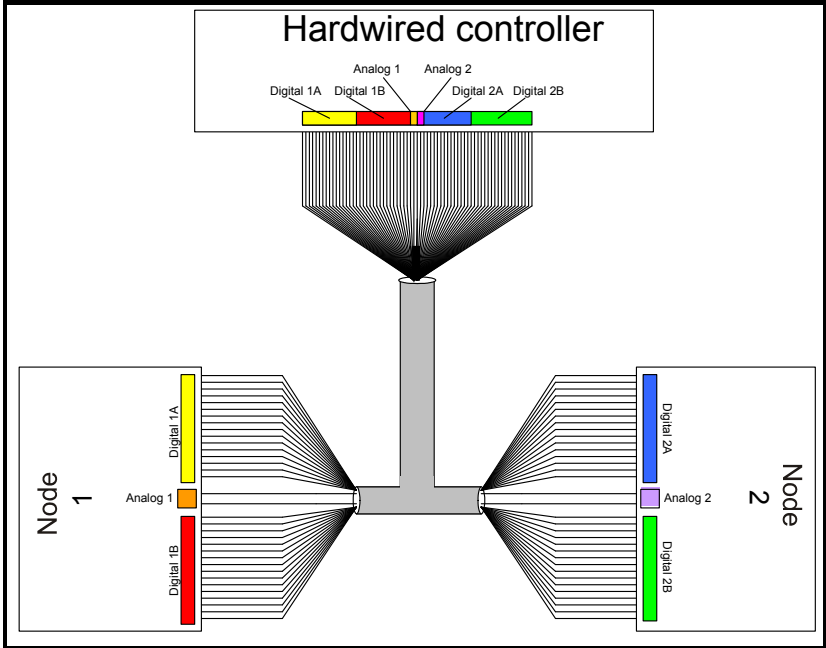 Hardwired controller
Analog 1
Analog 2
Digital 1A
Digital 1B
Digital 2A
Digital 2B
Node
1
Digital 1A
Analog 1
Digital 1B
Digital 2A
Analog 2
Digital 2B
Node
2